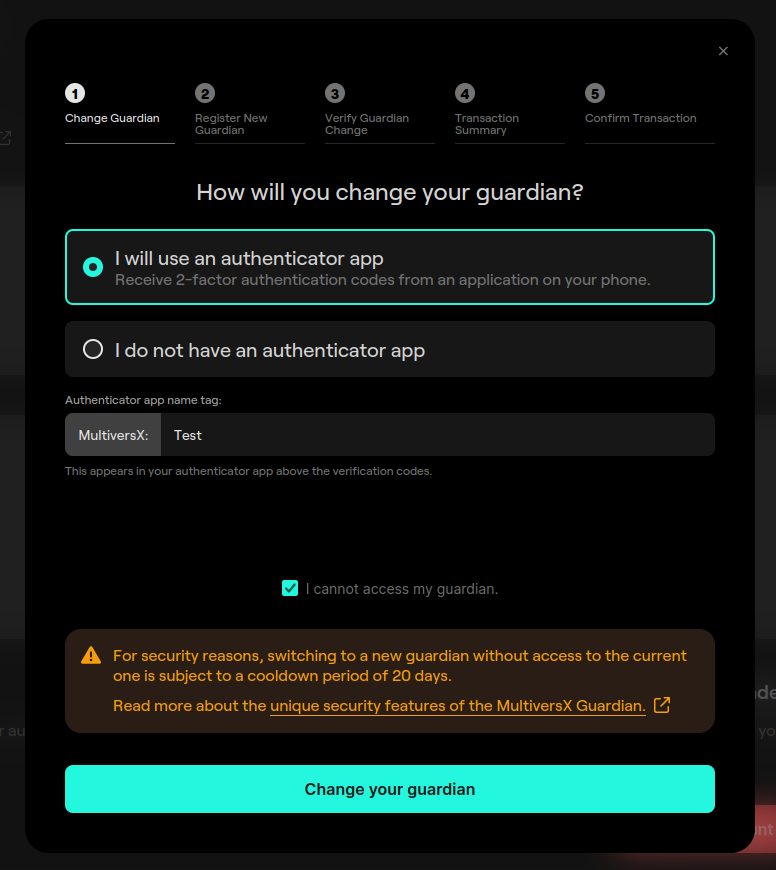 1 2 3 4 5
Change Guardian Register New Verify Guardian Transaction Confirm Transaction
Guardian Change Summary
How will you change your guardian?
I will use an authenticator app
Receive 2-factor authentication codes from an application on your phone.
I do not have an authenticator app
Authenticator app name tag:
MultiversX: Test
This appears in your authenticator app above the verification codes.
I cannot access my guardian.
For security reasons, switching to a new guardian without access to the current
one is subject to a cooldown period of 20 days.
Read more about the unique security features of the MultiversX Guardian.
Change your guardian